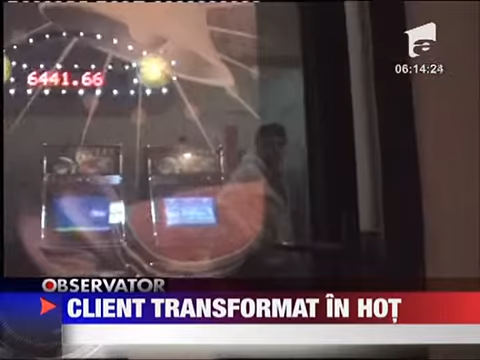 6441.66
06:14:24
OBSERVATOR
CLIENT TRANSFORMAT ÎN HOȚ